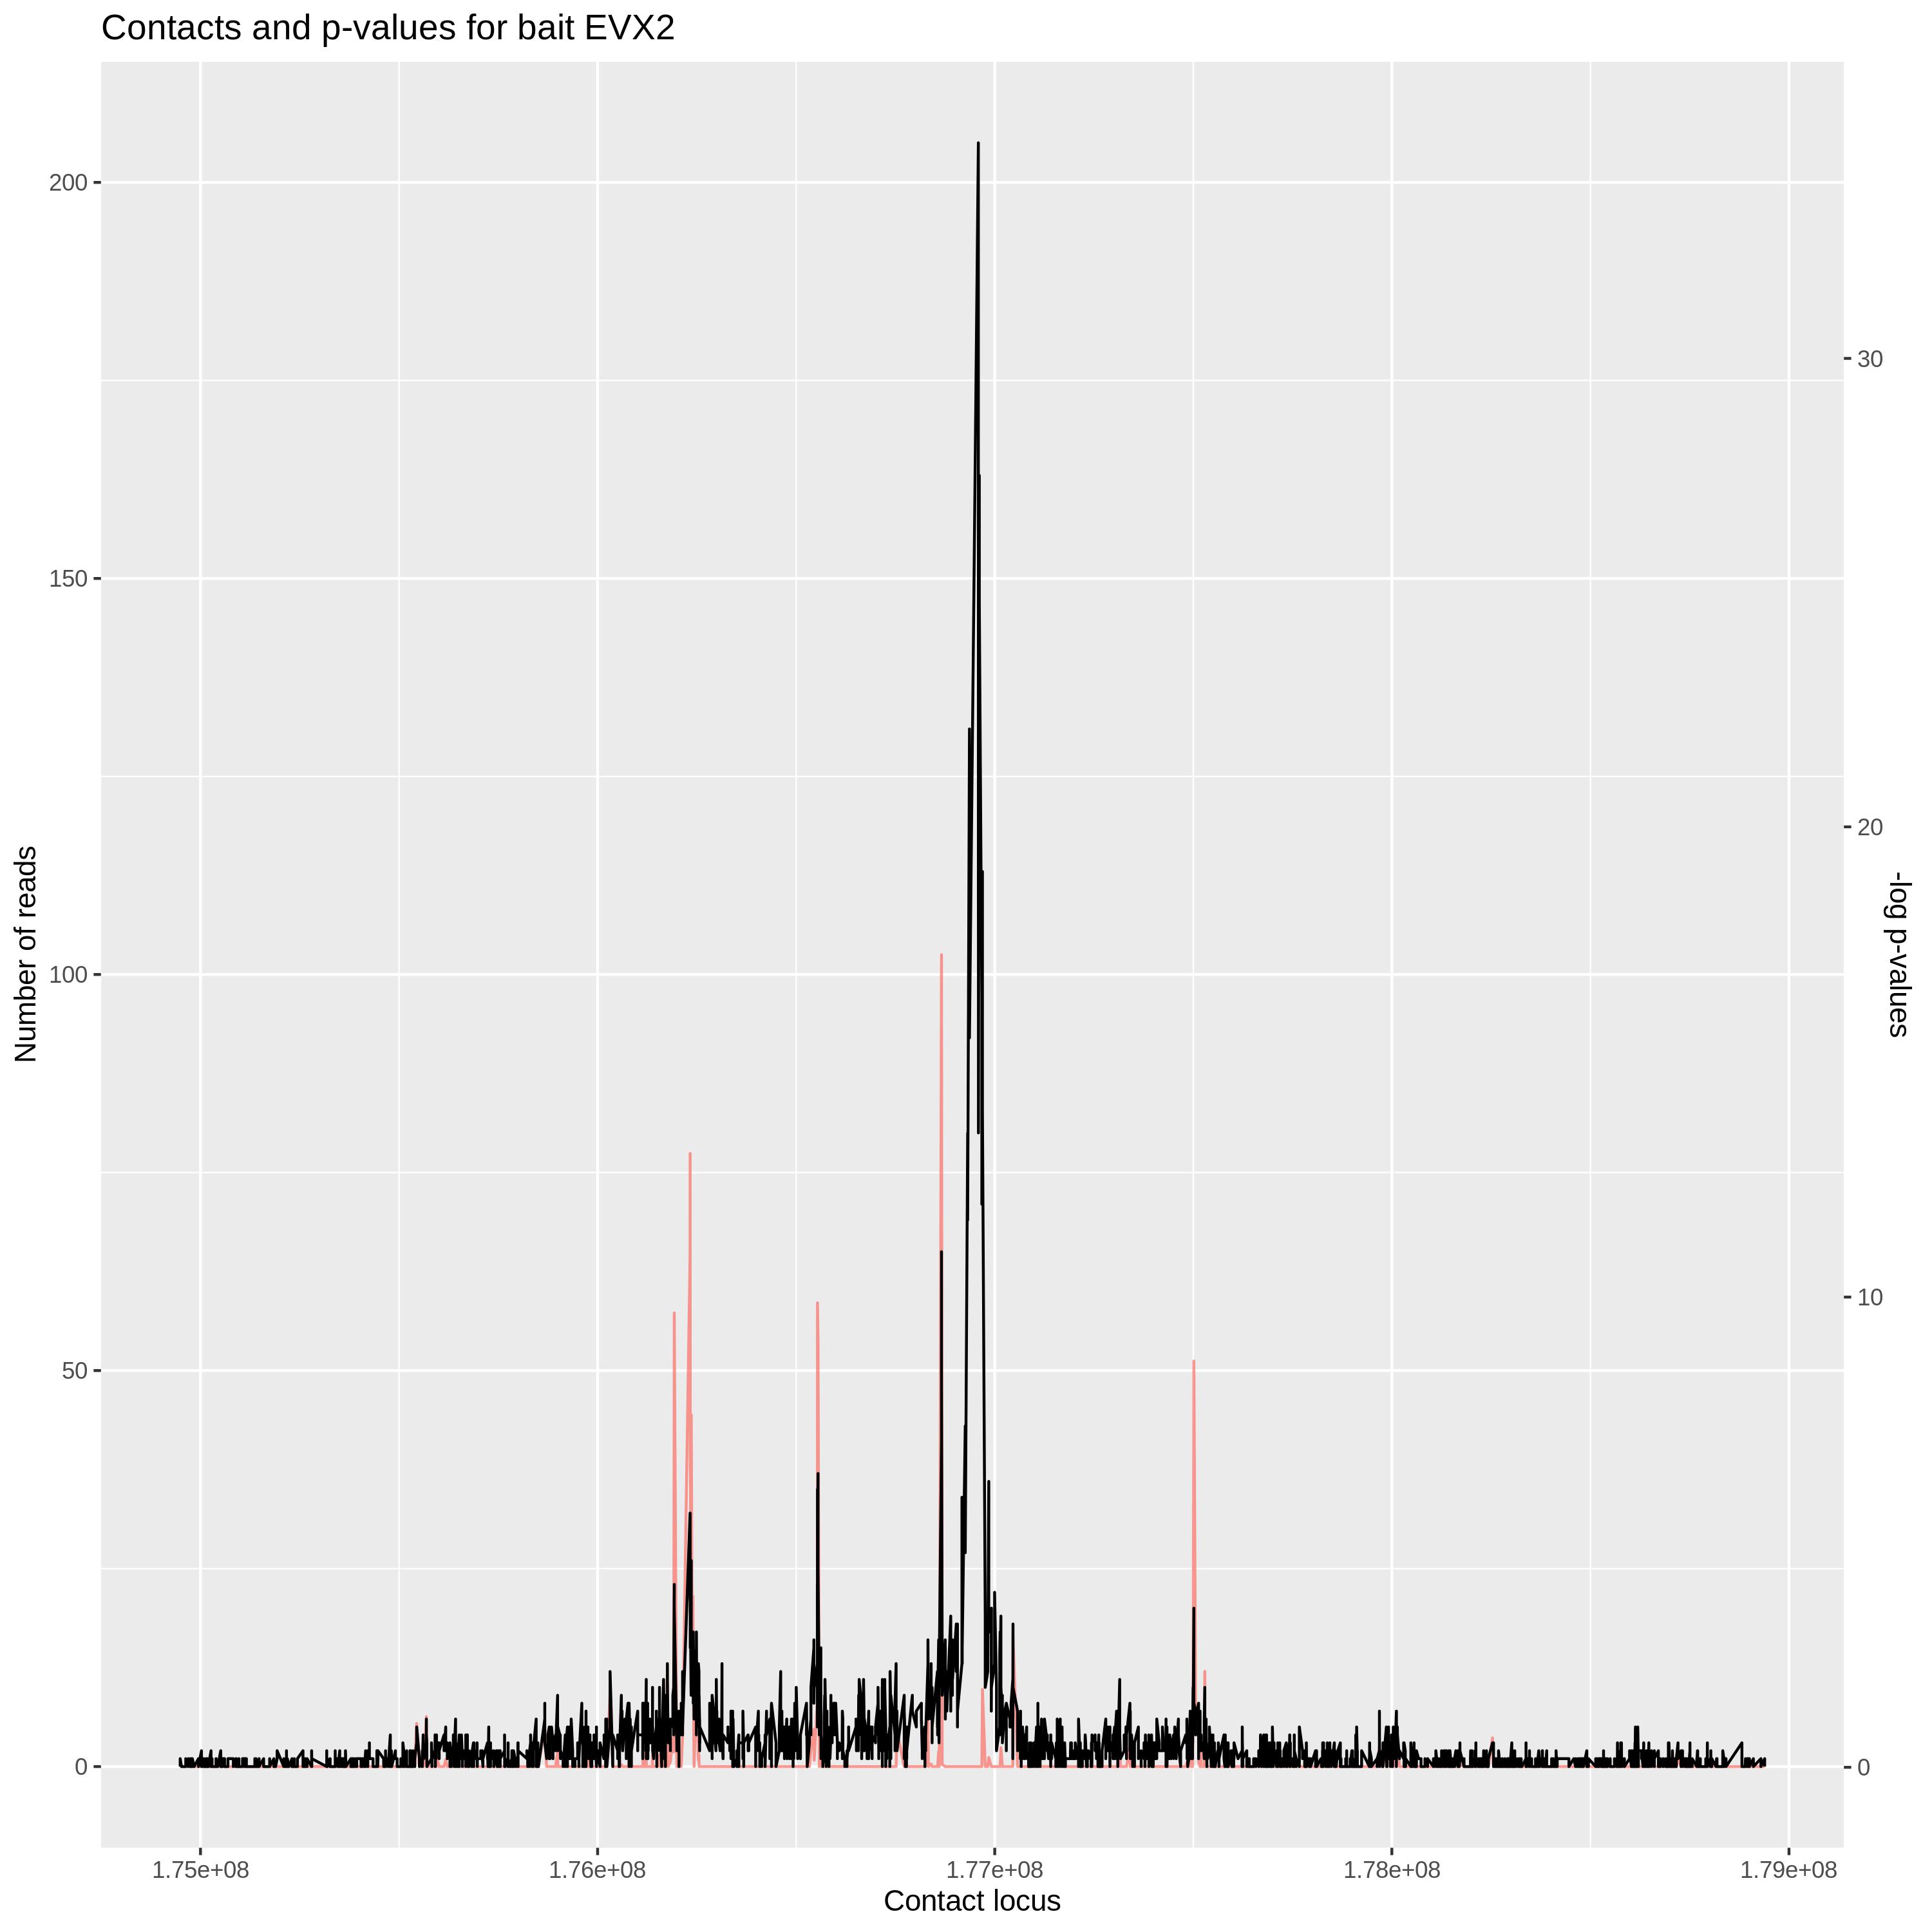 Contacts and p-values for bait EVX2
200
150
100
50
0
Number of reads
30
20
10
0
-log p-values
1.75e+08
1.76e+08
1.77e+08
1.78e+08
1.79e+08
Contact locus